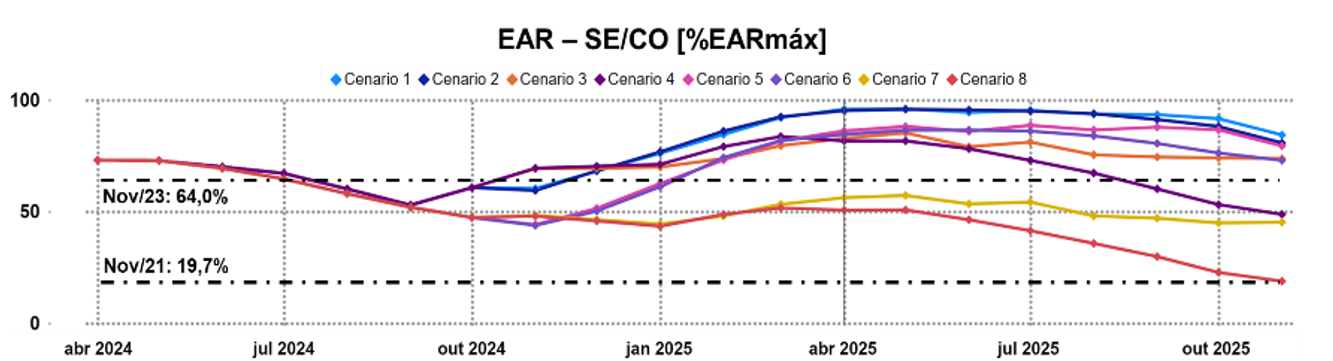 EAR – SE/CO [%EARmáx]
Cenario 1 Cenario 2 Cenario 3 Cenario 4 Cenario 5 Cenario 6 Cenario 7 Cenario 8
100
Nov/23: 64,0%
50
Nov/21: 19,7%
0
abr 2024 jul 2024 out 2024 jan 2025 abr 2025 jul 2025 out 2025